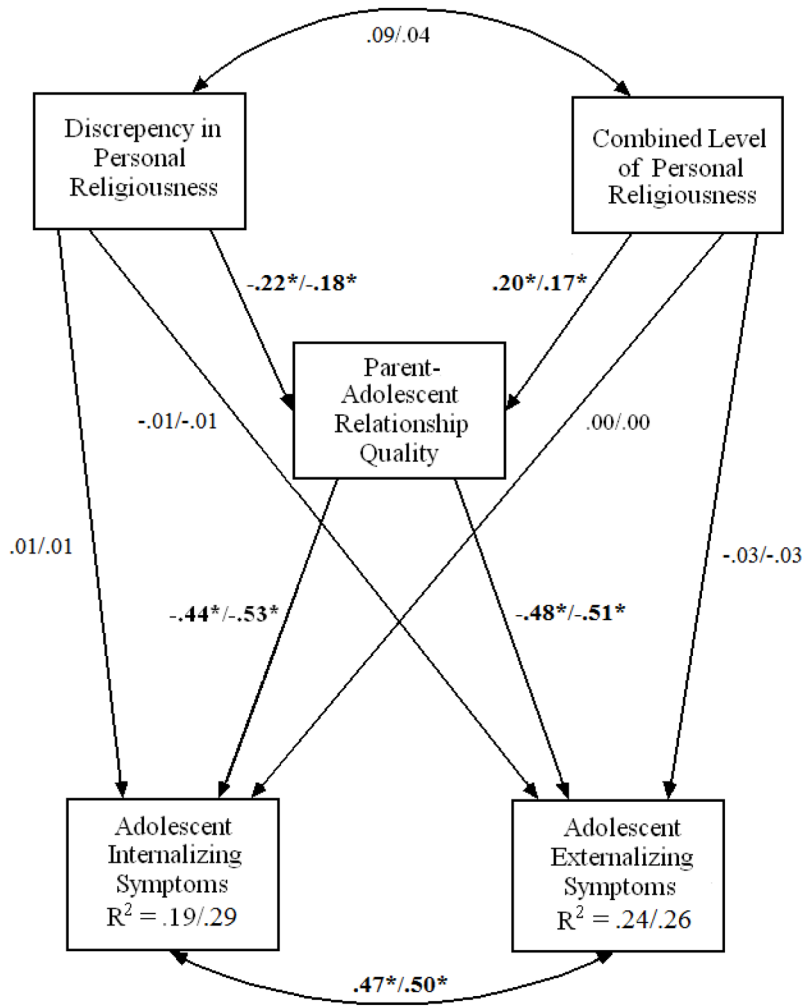 .09/.04
Discrepency in
Personal
Religiousness
Combined Level
of Personal
Religiousness
-.22*/-.18*
.20*/.17*
Parent-
Adolescent
Relationship
Quality
-.01/-.01
.00/.00
.01/.01
-.03/-.03
-.44*/-.53*
-.48*/-.51*
Adolescent
Internalizing
Symptoms
R² = .19/.29
Adolescent
Externalizing
Symptoms
R² = .24/.26
.47*/.50*